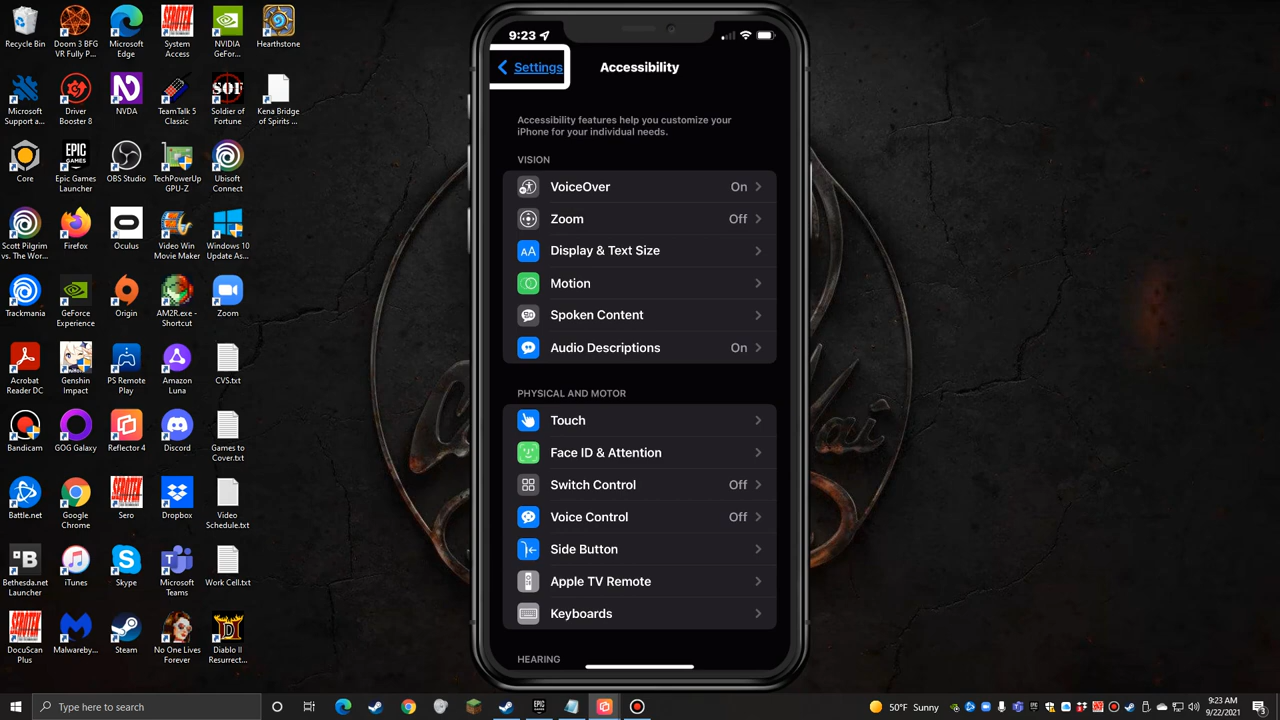 Recycle Bin
Doom 3 BFG
VR Fully P...
Microsoft
Edge
SEROTEK
System
Access
NVIDIA
GeFor...
Hearthstone
Microsoft
Support a...
Driver
Booster 8
NVDA
TeamTalk 5
Classic
SOF
Soldier of
Fortune
Kena Bridge
of Spirits ...
Core
EPIC
GAMES
Epic Games
Launcher
OBS Studio
TechPowerUp
GPU-Z
Ubisoft
Connect
Scott Pilgrim
vs. The Wor...
Firefox
Oculus
Video Win
Movie Maker
Windows 10
Update As...
Trackmania
GeForce
Experience
Origin
AM2R.exe -
Shortcut
Zoom
Acrobat
Reader DC
Genshin
Impact
PS Remote
Play
Amazon
Luna
CVS.txt
Bandicam
GOG Galaxy
Reflector 4
Discord
Games to
Cover.txt
Battle.net
Google
Chrome
SEROTEK
Sero
Dropbox
Video
Schedule.txt
B
Bethesda.net
Launcher
iTunes
Skype
Microsoft
Teams
Work Cell.txt
SEROTEK
DocuScan
Plus
Malwareby...
Steam
No One Lives
Forever
Diablo II
Resurrect...
9:23
Settings
Accessibility
Accessibility features help you customize your
iPhone for your individual needs.
VISION
VoiceOver On
Zoom Off
AA Display & Text Size
Motion
Spoken Content
Audio Descriptions On
PHYSICAL AND MOTOR
Touch
Face ID & Attention
Switch Control Off
Voice Control Off
Side Button
Apple TV Remote
Keyboards
HEARING
Type here to search
EPIC
50°F Sunny
9:23 AM
9/22/2021